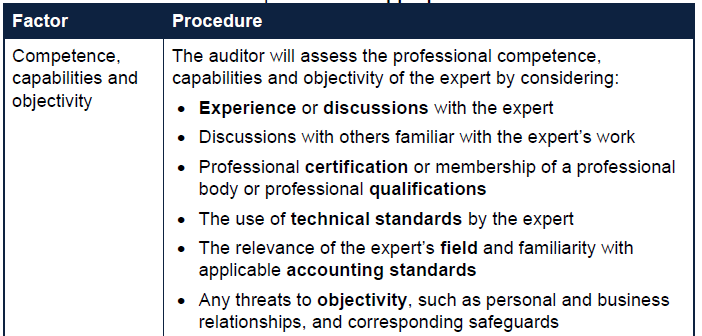 Factor Procedure
Competence, capabilities and objectivity
The auditor will assess the professional competence,
capabilities and objectivity of the expert by considering:
• Experience or discussions with the expert
• Discussions with others familiar with the expert's work
• Professional certification or membership of a professional
body or professional qualifications
• The use of technical standards by the expert
• The relevance of the expert's field and familiarity with
applicable accounting standards
• Any threats to objectivity, such as personal and business
relationships, and corresponding safeguards